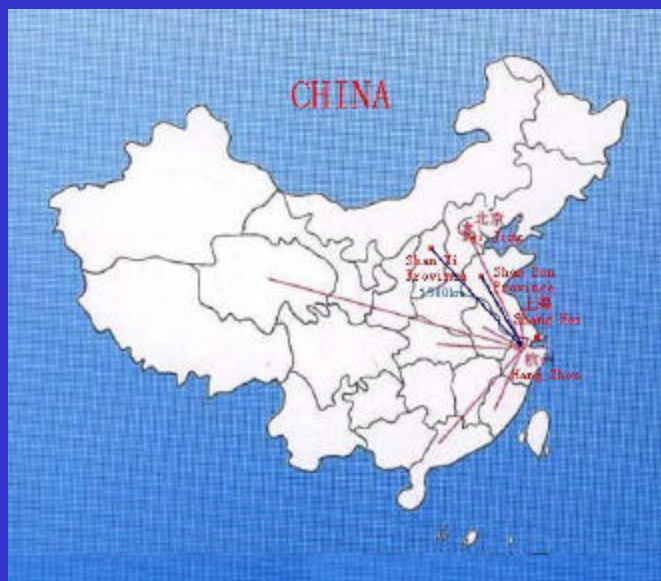 CHINA
北京
Bei Jing
Shan Xi
Province
Shan Don
Province
上海
Shang Hai
杭州
Hang Zhou